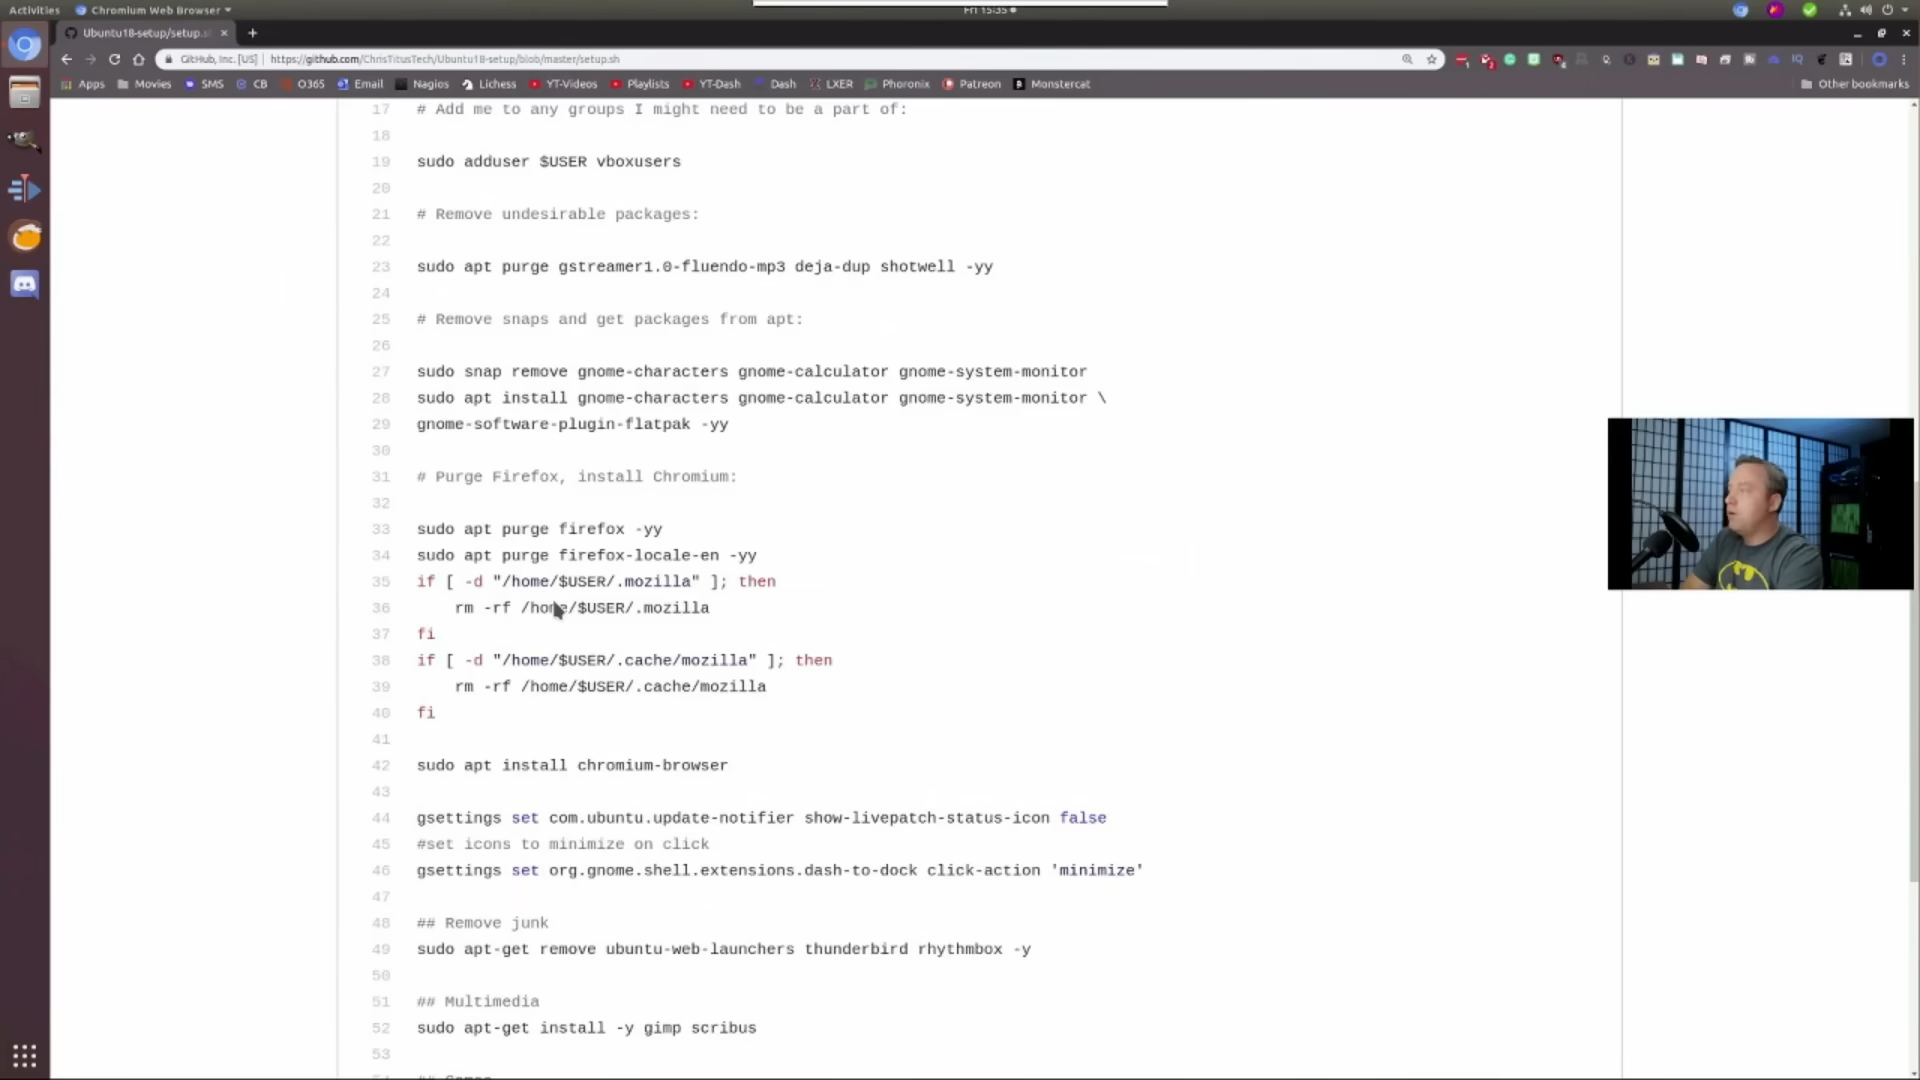 Activities Chromium Web Browser Fri 15:35
Ubuntu18-setup/setup.s
GitHub, Inc. [US] | https://github.com/ChrisTitusTech/Ubuntu18-setup/blob/master/setup.sh
Apps Movies SMS CB O365 Email Nagios Lichess YT-Videos Playlists YT-Dash Dash LXER Phoronix Patreon Monstercat Other bookmarks
17 # Add me to any groups I might need to be a part of:
18
19 sudo adduser $USER vboxusers
20
21 # Remove undesirable packages:
22
23 sudo apt purge gstreamer1.0-fluendo-mp3 deja-dup shotwell -yy
24
25 # Remove snaps and get packages from apt:
26
27 sudo snap remove gnome-characters gnome-calculator gnome-system-monitor
28 sudo apt install gnome-characters gnome-calculator gnome-system-monitor \
29 gnome-software-plugin-flatpak -yy
30
31 # Purge Firefox, install Chromium:
32
33 sudo apt purge firefox -yy
34 sudo apt purge firefox-locale-en -yy
35 if [ -d "/home/$USER/.mozilla" ]; then
36 rm -rf /home/$USER/.mozilla
37 fi
38 if [ -d "/home/$USER/.cache/mozilla" ]; then
39 rm -rf /home/$USER/.cache/mozilla
40 fi
41
42 sudo apt install chromium-browser
43
44 gsettings set com.ubuntu.update-notifier show-livepatch-status-icon false
45 #set icons to minimize on click
46 gsettings set org.gnome.shell.extensions.dash-to-dock click-action 'minimize'
47
48 ## Remove junk
49 sudo apt-get remove ubuntu-web-launchers thunderbird rhythmbox -y
50
51 ## Multimedia
52 sudo apt-get install -y gimp scribus
53